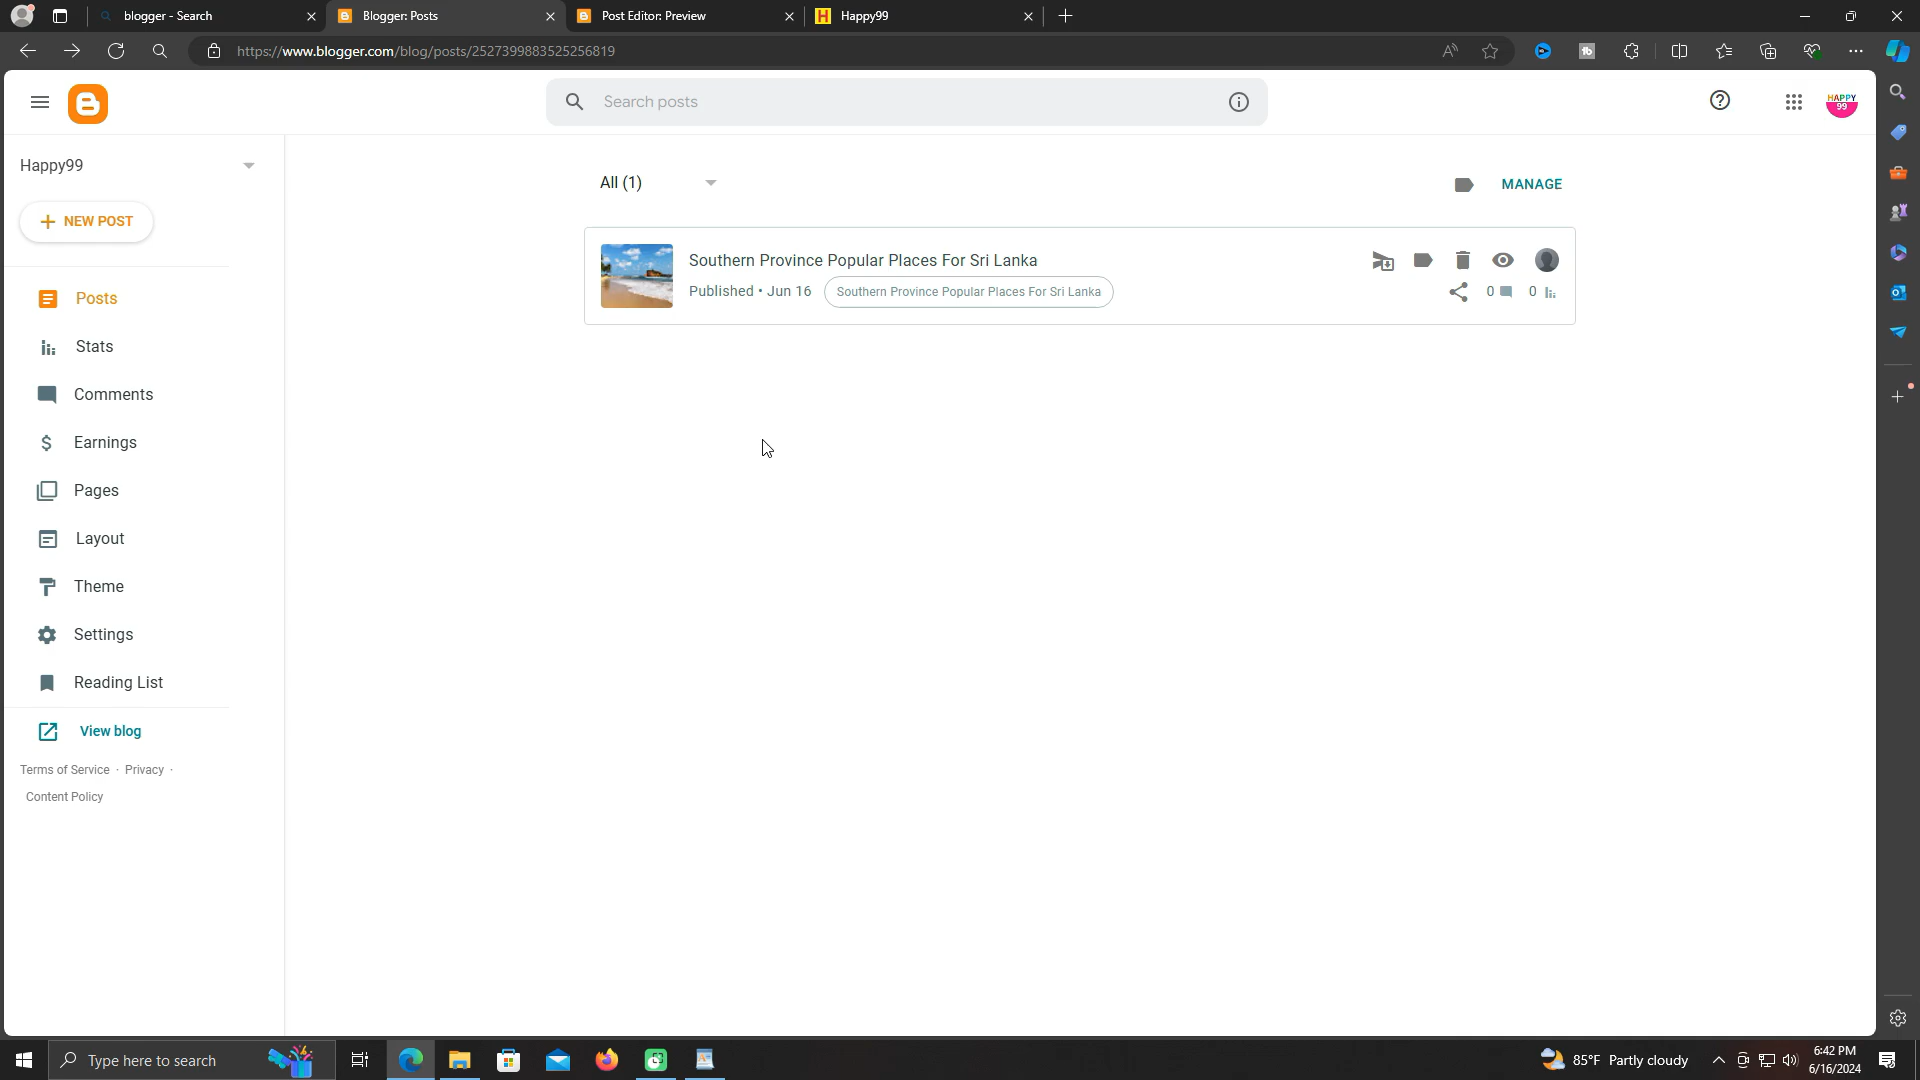 blogger - Search
Blogger: Posts
Post Editor: Preview
H Happy99
https://www.blogger.com/blog/posts/2527399883525256819
Search posts
HAPPY 99
Happy99
NEW POST
All (1)
MANAGE
Southern Province Popular Places For Sri Lanka
Published • Jun 16 Southern Province Popular Places For Sri Lanka
0 0
Posts
Stats
Comments
Earnings
Pages
Layout
Theme
Settings
Reading List
View blog
Terms of Service · Privacy ·
Content Policy
Type here to search
85°F Partly cloudy
6:42 PM
6/16/2024